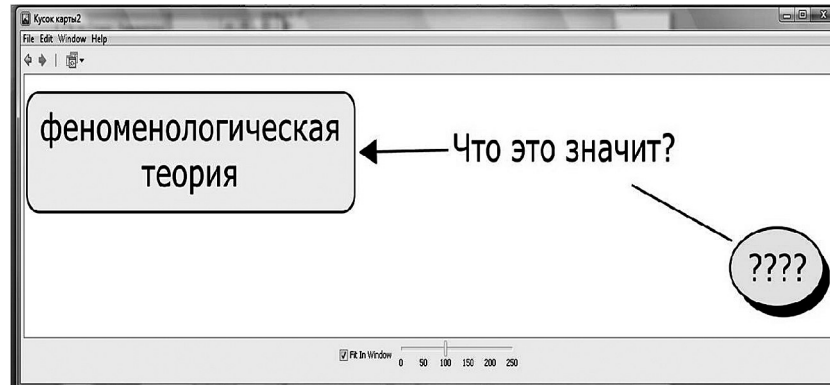 Кусок карты2
File Edit Window Help
феноменологическая
теория
Что это значит?
????
Fit In Window
0 50 100 150 200 250